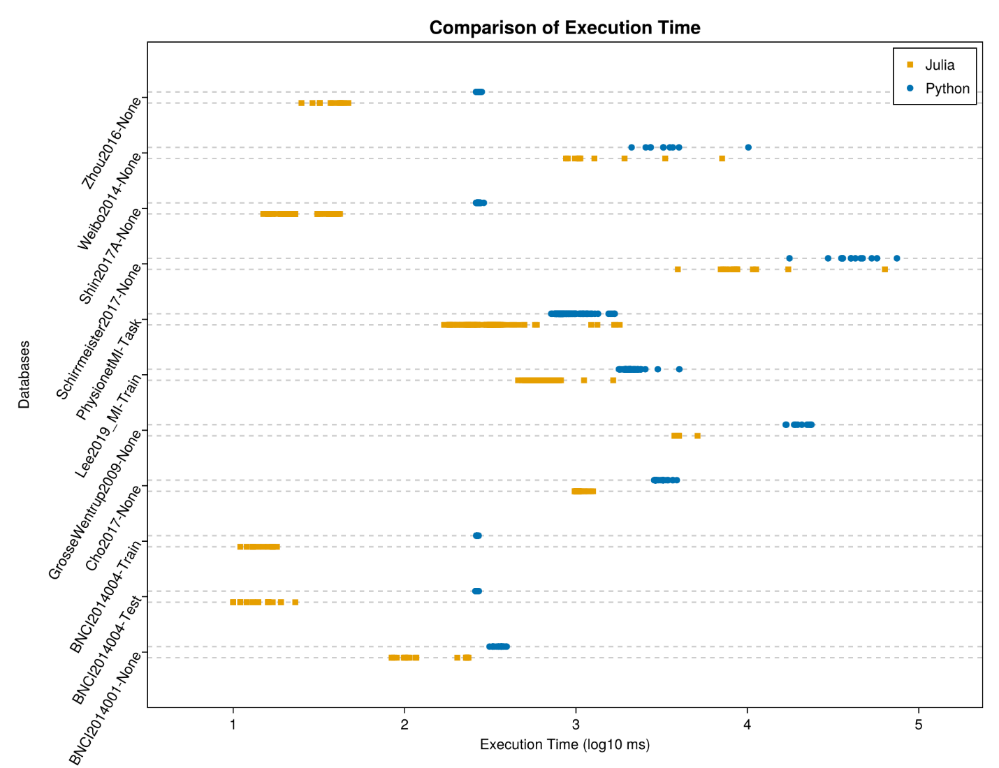 Comparison of Execution Time
Julia
Python
Zhou2016-None
Weibo2014-None
Shin2017A-None
Schirrmeister2017-None
PhysionetMI-Task
Lee2019_MI-Train
GrosseWentrup2009-None
Cho2017-None
BNCI2014004-Train
BNCI2014004-Test
BNCI2014001-None
Databases
1 2 3 4 5
Execution Time (log10 ms)